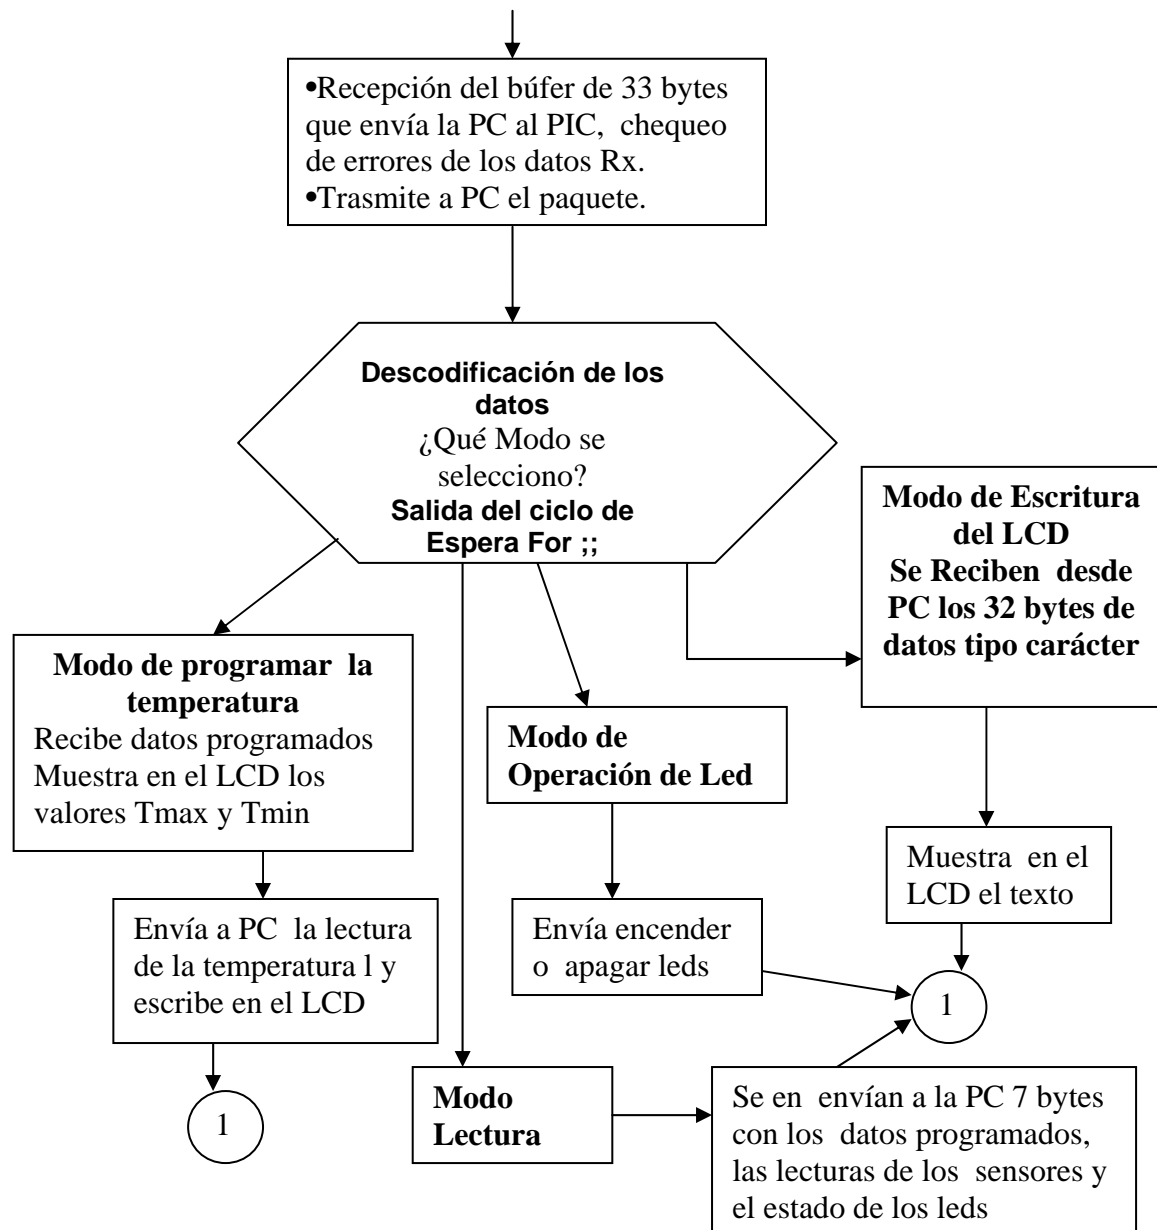 •Recepción del búfer de 33 bytes
que envía la PC al PIC, chequeo
de errores de los datos Rx.
•Trasmite a PC el paquete.
Descodificación de los
datos
¿Qué Modo se
selecciono?
Salida del ciclo de
Espera For ;;
Modo de Escritura
del LCD
Se Reciben desde
PC los 32 bytes de
datos tipo carácter
Modo de programar la
temperatura
Recibe datos programados
Muestra en el LCD los
valores Tmax y Tmin
Modo de
Operación de Led
Muestra en el
LCD el texto
Envía a PC la lectura
de la temperatura l y
escribe en el LCD
Envía encender
o apagar leds
1
1
Modo
Lectura
Se en envían a la PC 7 bytes
con los datos programados,
las lecturas de los sensores y
el estado de los leds